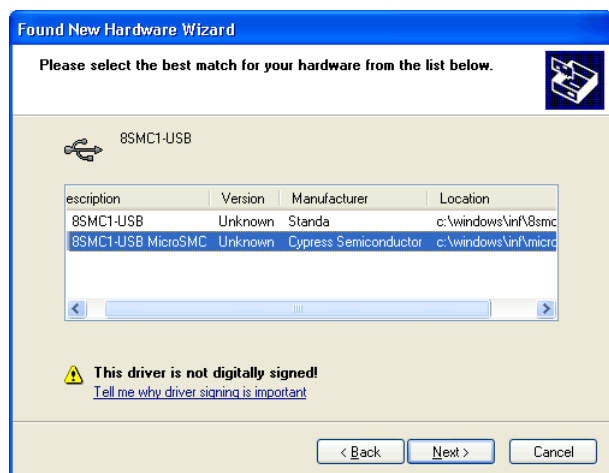 Found New Hardware Wizard
Please select the best match for your hardware from the list below.
8SMC1-USB
escription Version Manufacturer Location
8SMC1-USB Unknown Standa c:\windows\inf\8smc
8SMC1-USB MicroSMC Unknown Cypress Semiconductor c:\windows\inf\micro
This driver is not digitally signed!
Tell me why driver signing is important
< Back Next > Cancel